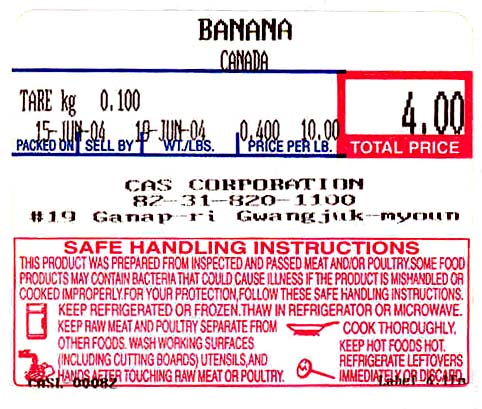 BANANA
CANADA
TARE kg 0.100
4.00
15-JUN-04 18-JUN-04 0.400 10.00
PACKED ON SELL BY WT./LBS. PRICE PER LB. TOTAL PRICE
CAS CORPORATION
82-31-820-1100
#19 Ganap-ri Gwangjuk-myoun
SAFE HANDLING INSTRUCTIONS
THIS PRODUCT WAS PREPARED FROM INSPECTED AND PASSED MEAT AND/OR POULTRY.SOME FOOD
PRODUCTS MAY CONTAIN BACTERIA THAT COULD CAUSE ILLNESS IF THE PRODUCT IS MISHANDLED OR
COOKED IMPROPERLY.FOR YOUR PROTECTION,FOLLOW THESE SAFE HANDLING INSTRUCTIONS.
KEEP REFRIGERATED OR FROZEN.THAW IN REFRIGERATOR OR MICROWAVE.
KEEP RAW MEAT AND POULTRY SEPARATE FROM
OTHER FOODS. WASH WORKING SURFACES
(INCLUDING CUTTING BOARDS) UTENSILS,AND
HANDS AFTER TOUCHING RAW MEAT OR POULTRY.
COOK THOROUGHLY.
KEEP HOT FOODS HOT.
REFRIGERATE LEFTOVERS
IMMEDIATELY OR DISCARD
CASL 00082
Label